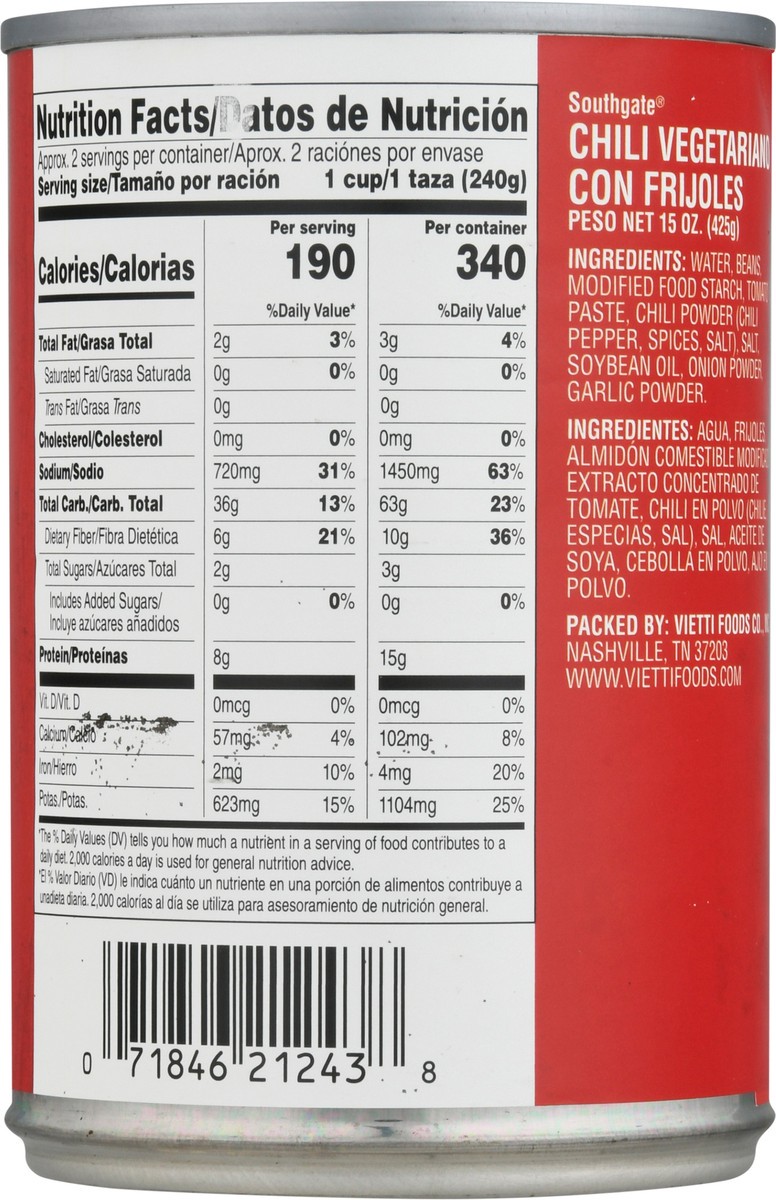 Nutrition Facts/Datos de Nutrición
Approx. 2 servings per container/Aprox. 2 raciónes por envase
Serving size/Tamaño por ración 1 cup/1 taza (240g)
Per serving Per container
Calories/Calorias 190 340
%Daily Value* %Daily Value*
Total Fat/Grasa Total 2g 3% 3g 4%
Saturated Fat/Grasa Saturada 0g 0% 0g 0%
Trans Fat/Grasa Trans 0g 0g
Cholesterol/Colesterol 0mg 0% 0mg 0%
Sodium/Sodio 720mg 31% 1450mg 63%
Total Carb./Carb. Total 36g 13% 63g 23%
Dietary Fiber/Fibra Dietética 6g 21% 10g 36%
Total Sugars/Azúcares Total 2g 3g
Includes Added Sugars/ 0g 0% 0g 0%
Incluye azúcares añadidos
Protein/Proteínas 8g 15g
Vit. D/Vit. D 0mcg 0% 0mcg 0%
Calcium/Calcio 57mg 4% 102mg 8%
Iron/Hierro 2mg 10% 4mg 20%
Potas./Potas. 623mg 15% 1104mg 25%
*The % Daily Values (DV) tells you how much a nutrient in a serving of food contributes to a
daily diet. 2,000 calories a day is used for general nutrition advice.
*El % Valor Diario (VD) le indica cuánto un nutriente en una porción de alimentos contribuye a
unadieta diaria. 2,000 calorías al día se utiliza para asesoramiento de nutrición general.
0 71846 21243 8
Southgate®
CHILI VEGETARIANO
CON FRIJOLES
PESO NET 15 OZ. (425g)
INGREDIENTS: WATER, BEANS,
MODIFIED FOOD STARCH, TOMATO
PASTE, CHILI POWDER (CHILI
PEPPER, SPICES, SALT), SALT,
SOYBEAN OIL, ONION POWDER,
GARLIC POWDER.
INGREDIENTES: AGUA, FRIJOLES
ALMIDÓN COMESTIBLE
EXTRACTO CONCENTRADO DE
TOMATE, CHILI EN POLVO (CHILE
ESPECIAS, SAL), SAL, ACEITE DE
SOYA, CEBOLLA EN POLVO, AJO
POLVO.
PACKED BY: VIETTI FOODS CO.,
NASHVILLE, TN 37203
WWW.VIETTIFOODS.COM